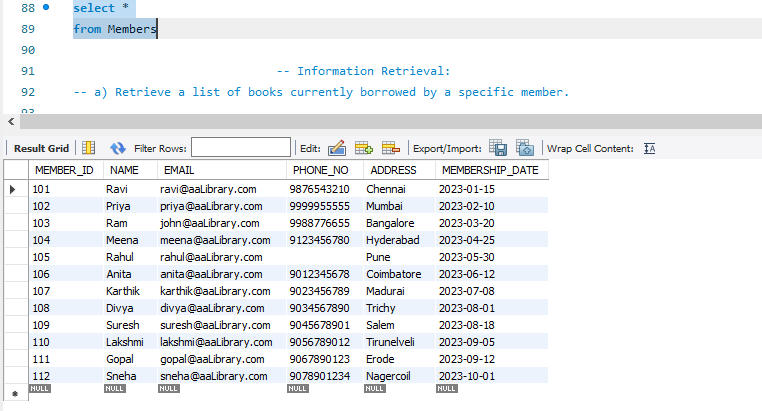 88 select *
89 from Members
90
91 -- Information Retrieval:
92 -- a) Retrieve a list of books currently borrowed by a specific member.
Result Grid Filter Rows: Edit: Export/Import: Wrap Cell Content:
MEMBER_ID NAME EMAIL PHONE_NO ADDRESS MEMBERSHIP_DATE
101 Ravi ravi@aaLibrary.com 9876543210 Chennai 2023-01-15
102 Priya priya@aaLibrary.com 9999955555 Mumbai 2023-02-10
103 Ram john@aaLibrary.com 9988776655 Bangalore 2023-03-20
104 Meena meena@aaLibrary.com 9123456780 Hyderabad 2023-04-25
105 Rahul rahul@aaLibrary.com Pune 2023-05-30
106 Anita anita@aaLibrary.com 9012345678 Coimbatore 2023-06-12
107 Karthik karthik@aaLibrary.com 9023456789 Madurai 2023-07-08
108 Divya divya@aaLibrary.com 9034567890 Trichy 2023-08-01
109 Suresh suresh@aaLibrary.com 9045678901 Salem 2023-08-18
110 Lakshmi lakshmi@aaLibrary.com 9056789012 Tirunelveli 2023-09-05
111 Gopal gopal@aaLibrary.com 9067890123 Erode 2023-09-12
112 Sneha sneha@aaLibrary.com 9078901234 Nagercoil 2023-10-01
NULL NULL NULL NULL NULL NULL